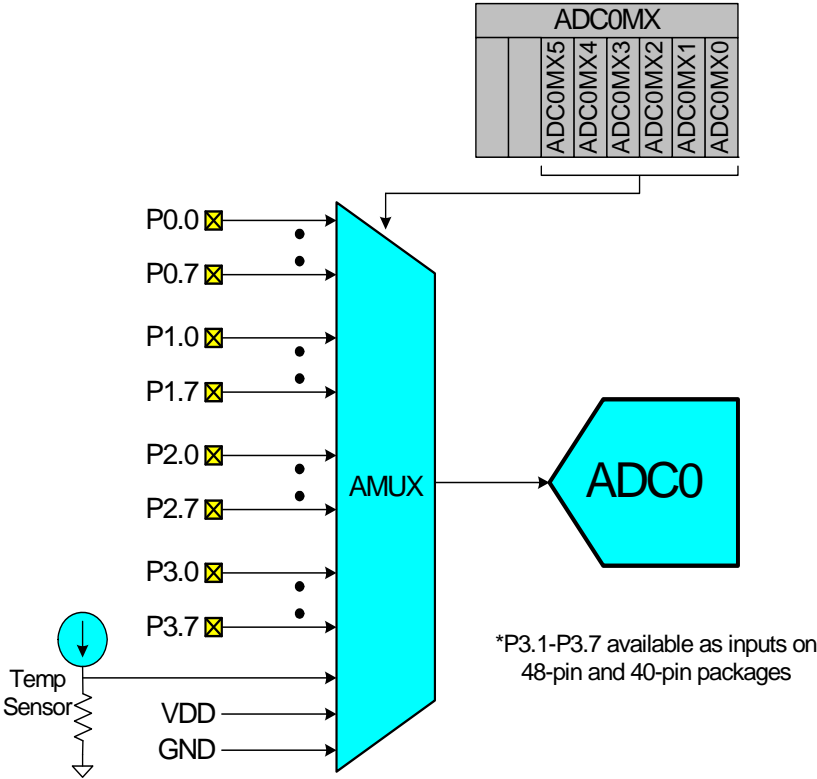 ADC0MX
ADC0MX5
ADC0MX4
ADC0MX3
ADC0MX2
ADC0MX1
ADC0MX0
P0.0
P0.7
P1.0
P1.7
P2.0
AMUX
ADC0
P2.7
P3.0
P3.7
*P3.1-P3.7 available as inputs on
48-pin and 40-pin packages
Temp
Sensor
VDD
GND